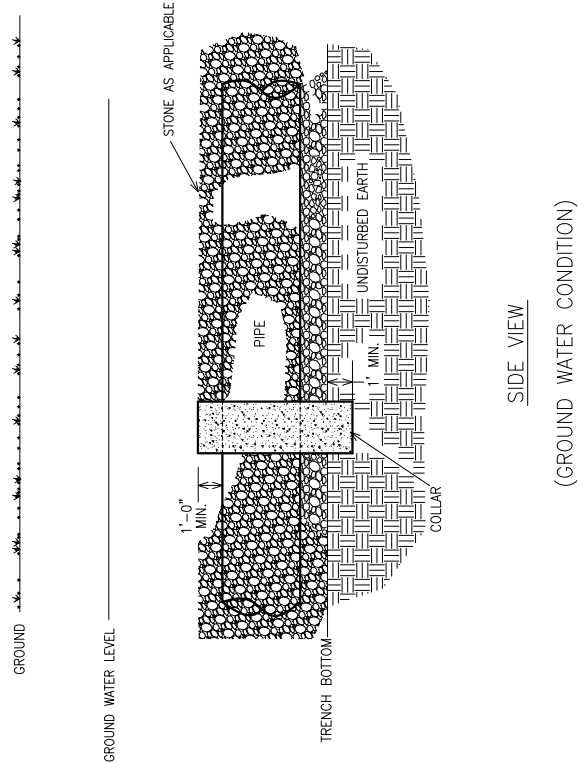 GROUND
GROUND WATER LEVEL
STONE AS APPLICABLE
1'-0"
MIN.
PIPE
TRENCH BOTTOM
1' MIN.
UNDISTURBED EARTH
COLLAR
SIDE VIEW
(GROUND WATER CONDITION)